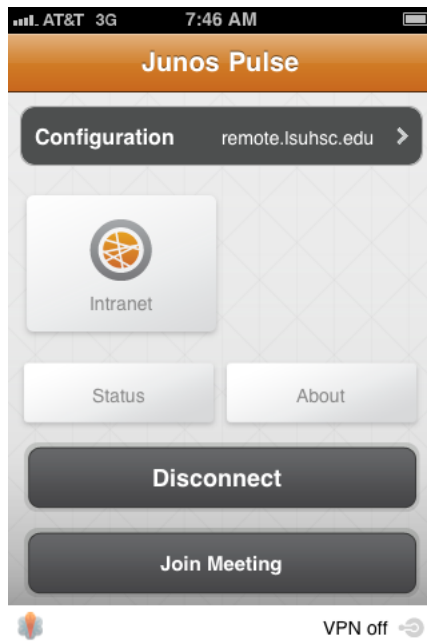 AT&T 3G 7:46 AM
Junos Pulse
Configuration remote.lsuhsc.edu
Intranet
Status About
Disconnect
Join Meeting
VPN off